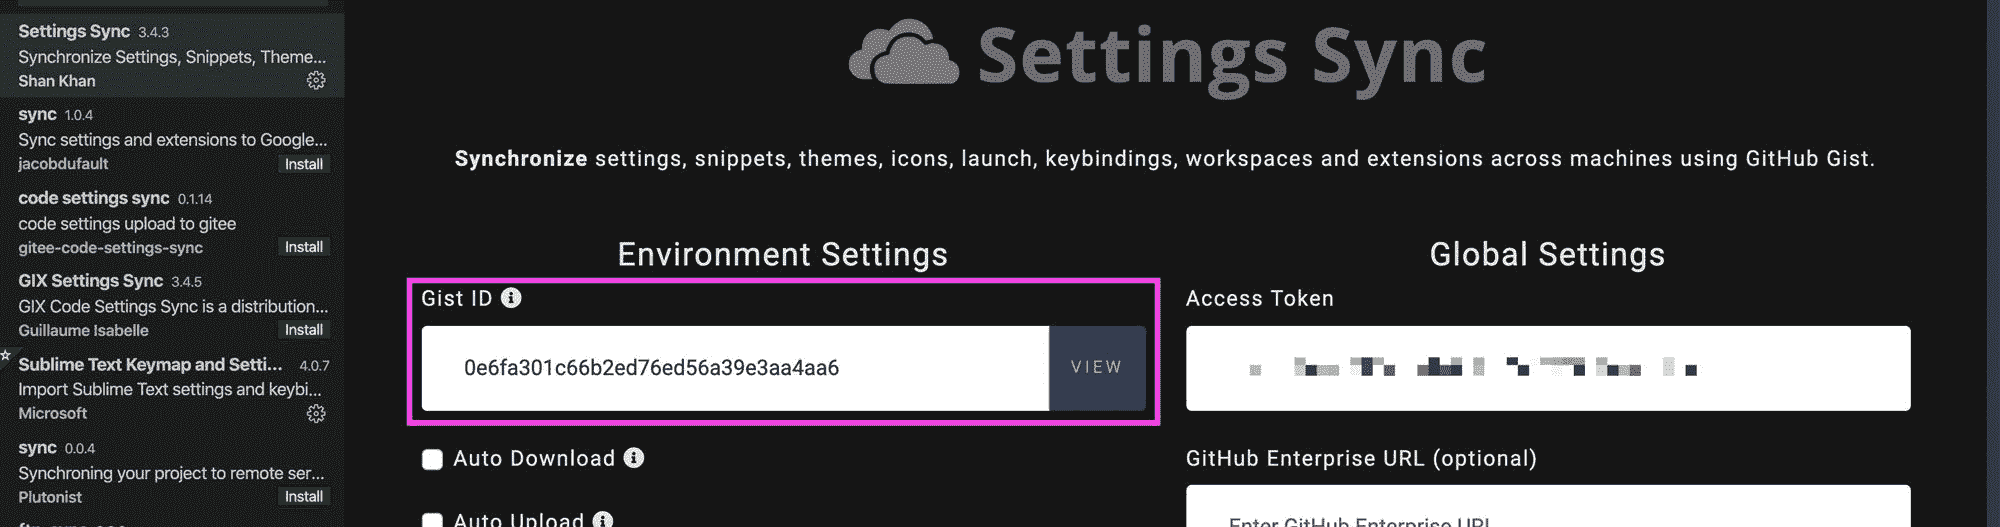 Settings Sync 3.4.3
Synchronize Settings, Snippets, Theme...
Shan Khan
sync 1.0.4
Sync settings and extensions to Google...
jacobdufault Install
code settings sync 0.1.14
code settings upload to gitee
gitee-code-settings-sync Install
GIX Settings Sync 3.4.5
GIX Code Settings Sync is a distribution...
Guillaume Isabelle Install
Sublime Text Keymap and Setti... 4.0.7
Import Sublime Text settings and keybi...
Microsoft
sync 0.0.4
Synchroning your project to remote ser...
Plutonist Install
Settings Sync
Synchronize settings, snippets, themes, icons, launch, keybindings, workspaces and extensions across machines using GitHub Gist.
Environment Settings
Gist ID
0e6fa301c66b2ed76ed56a39e3aa4aa6 VIEW
Auto Download
Auto Upload
Global Settings
Access Token
GitHub Enterprise URL (optional)
Enter GitHub Enterprise URL